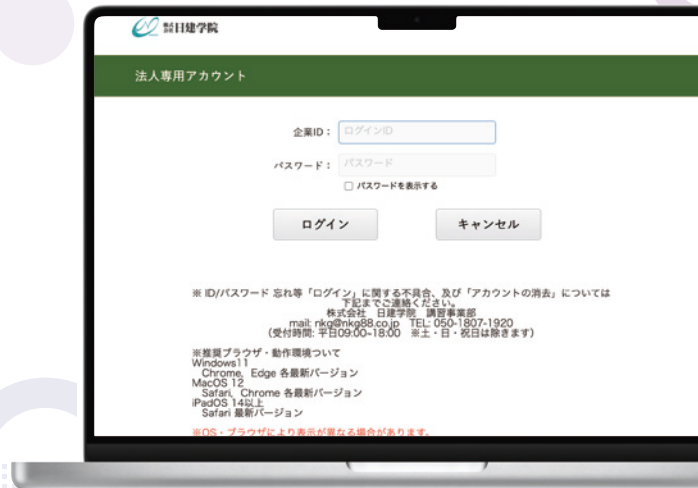 株式会社日建学院
法人専用アカウント
企業ID：
ログインID
パスワード：
パスワード
パスワードを表示する
ログイン
キャンセル
※ ID/パスワード 忘れ等「ログイン」に関する不具合、及び「アカウントの消去」については
下記までご連絡ください。
株式会社　日建学院　講習事業部
mail: nkg@nkg88.co.jp　TEL: 050-1807-1920
(受付時間: 平日09:00~18:00　※土・日・祝日は除きます）
※推奨ブラウザ・動作環境ついて
Windows11
Chrome, Edge 各最新バージョン
MacOS 12
Safari, Chrome 各最新バージョン
iPadOS 14以上
Safari 最新バージョン
※OS・ブラウザにより表示が異なる場合があります。